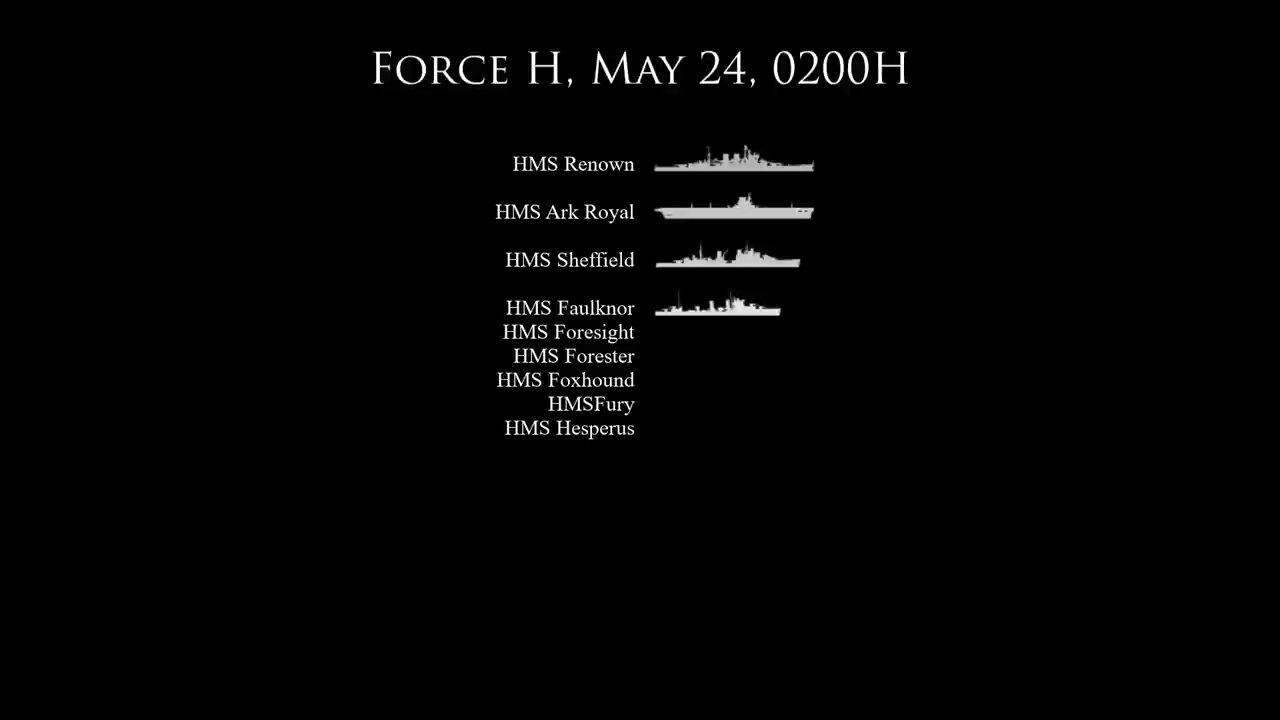 Force H, May 24, 0200H
HMS Renown
HMS Ark Royal
HMS Sheffield
HMS Faulknor
HMS Foresight
HMS Forester
HMS Foxhound
HMSFury
HMS Hesperus